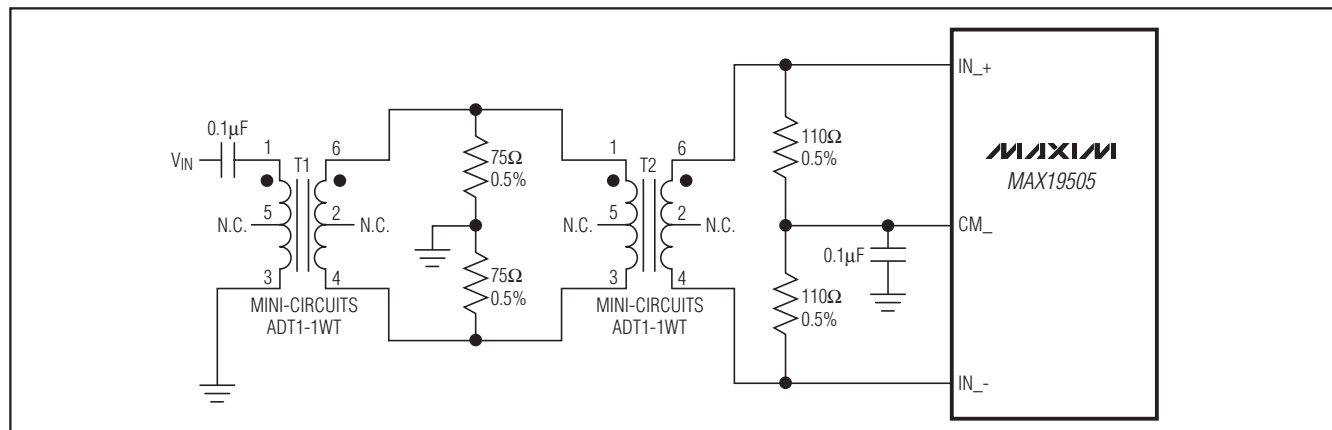 0.1μF
V_IN
1
T1
6
5
N.C.
2
N.C.
3
4
MINI-CIRCUITS
ADT1-1WT
75Ω
0.5%
75Ω
0.5%
1
T2
6
N.C.
5
2
N.C.
3
4
MINI-CIRCUITS
ADT1-1WT
110Ω
0.5%
0.1μF
110Ω
0.5%
IN_+
MAXIM
MAX19505
CM_
IN_-